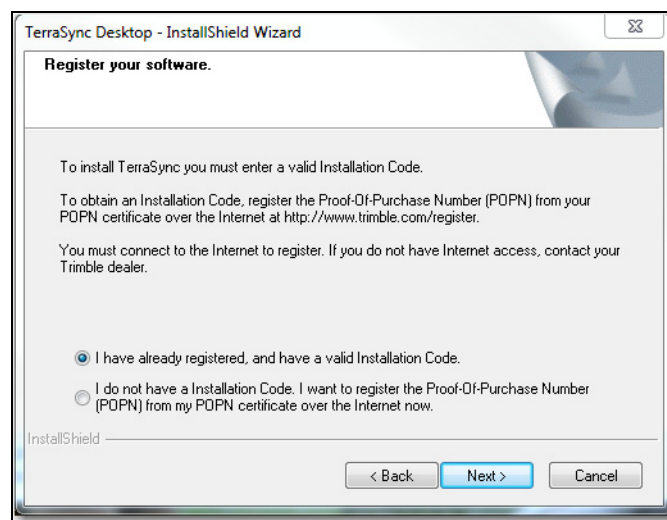 TerraSync Desktop - InstallShield Wizard
Register your software.
To install TerraSync you must enter a valid Installation Code.
To obtain an Installation Code, register the Proof-Of-Purchase Number (POPN) from your
POPN certificate over the Internet at http://www.trimble.com/register.
You must connect to the Internet to register. If you do not have Internet access, contact your
Trimble dealer.
I have already registered, and have a valid Installation Code.
I do not have a Installation Code. I want to register the Proof-Of-Purchase Number
(POPN) from my POPN certificate over the Internet now.
InstallShield
< Back Next > Cancel